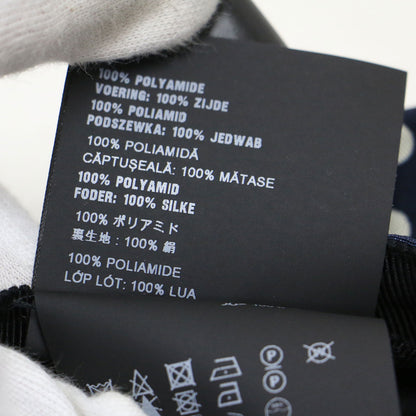 100% POLYAMIDE
VOERING: 100% ZIJDE
100% POLIAMID
PODSZEWKA: 100% JEDWAB
100% POLIAMIDĂ
CĂPTUȘEALĂ: 100% MĂTASE
100% POLYAMID
FODER: 100% SILKE
100% ポリアミド
裏生地 : 100% 絹
100% POLIAMIDE
LỚP LÓT: 100% LỤA